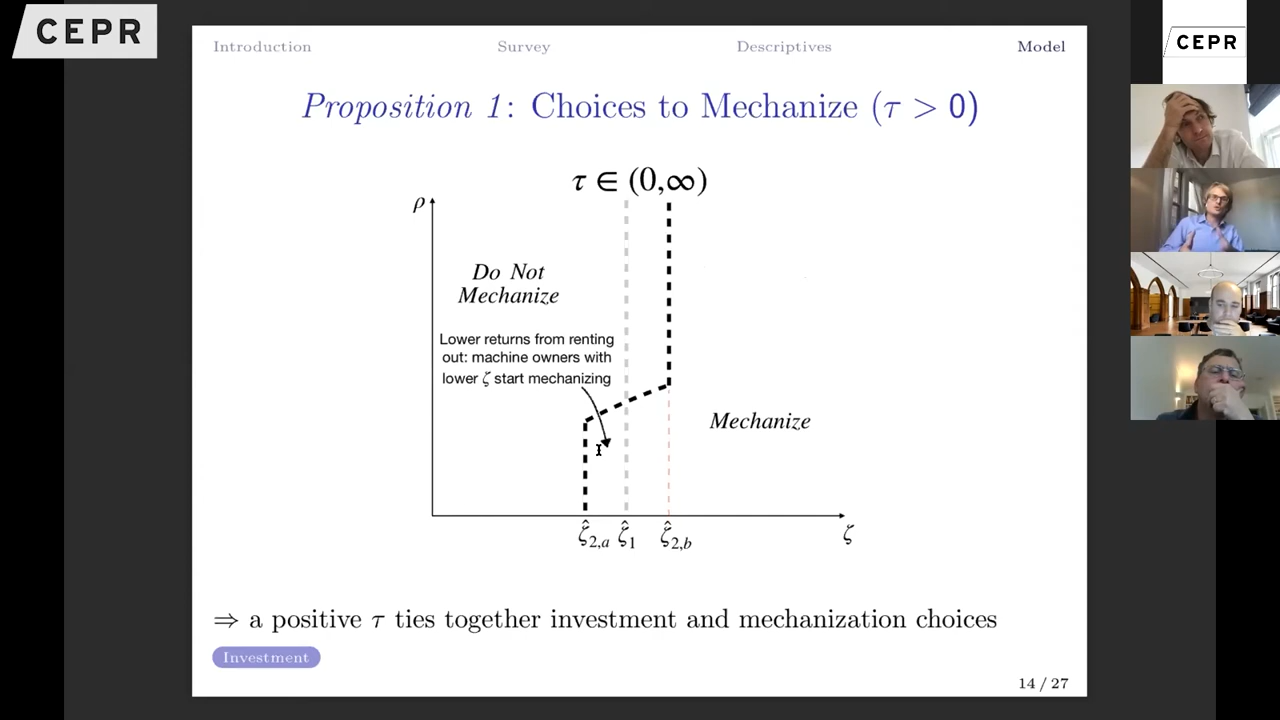 CEPR
CEPR
Introduction Survey Descriptives Model
Proposition 1: Choices to Mechanize (τ > 0)
τ ∈ (0,∞)
ρ
Do Not
Mechanize
Lower returns from renting
out: machine owners with
lower ζ start mechanizing
Mechanize
ζ̂2,a ζ̂1 ζ̂2,b
ζ
⇒ a positive τ ties together investment and mechanization choices
Investment
14 / 27